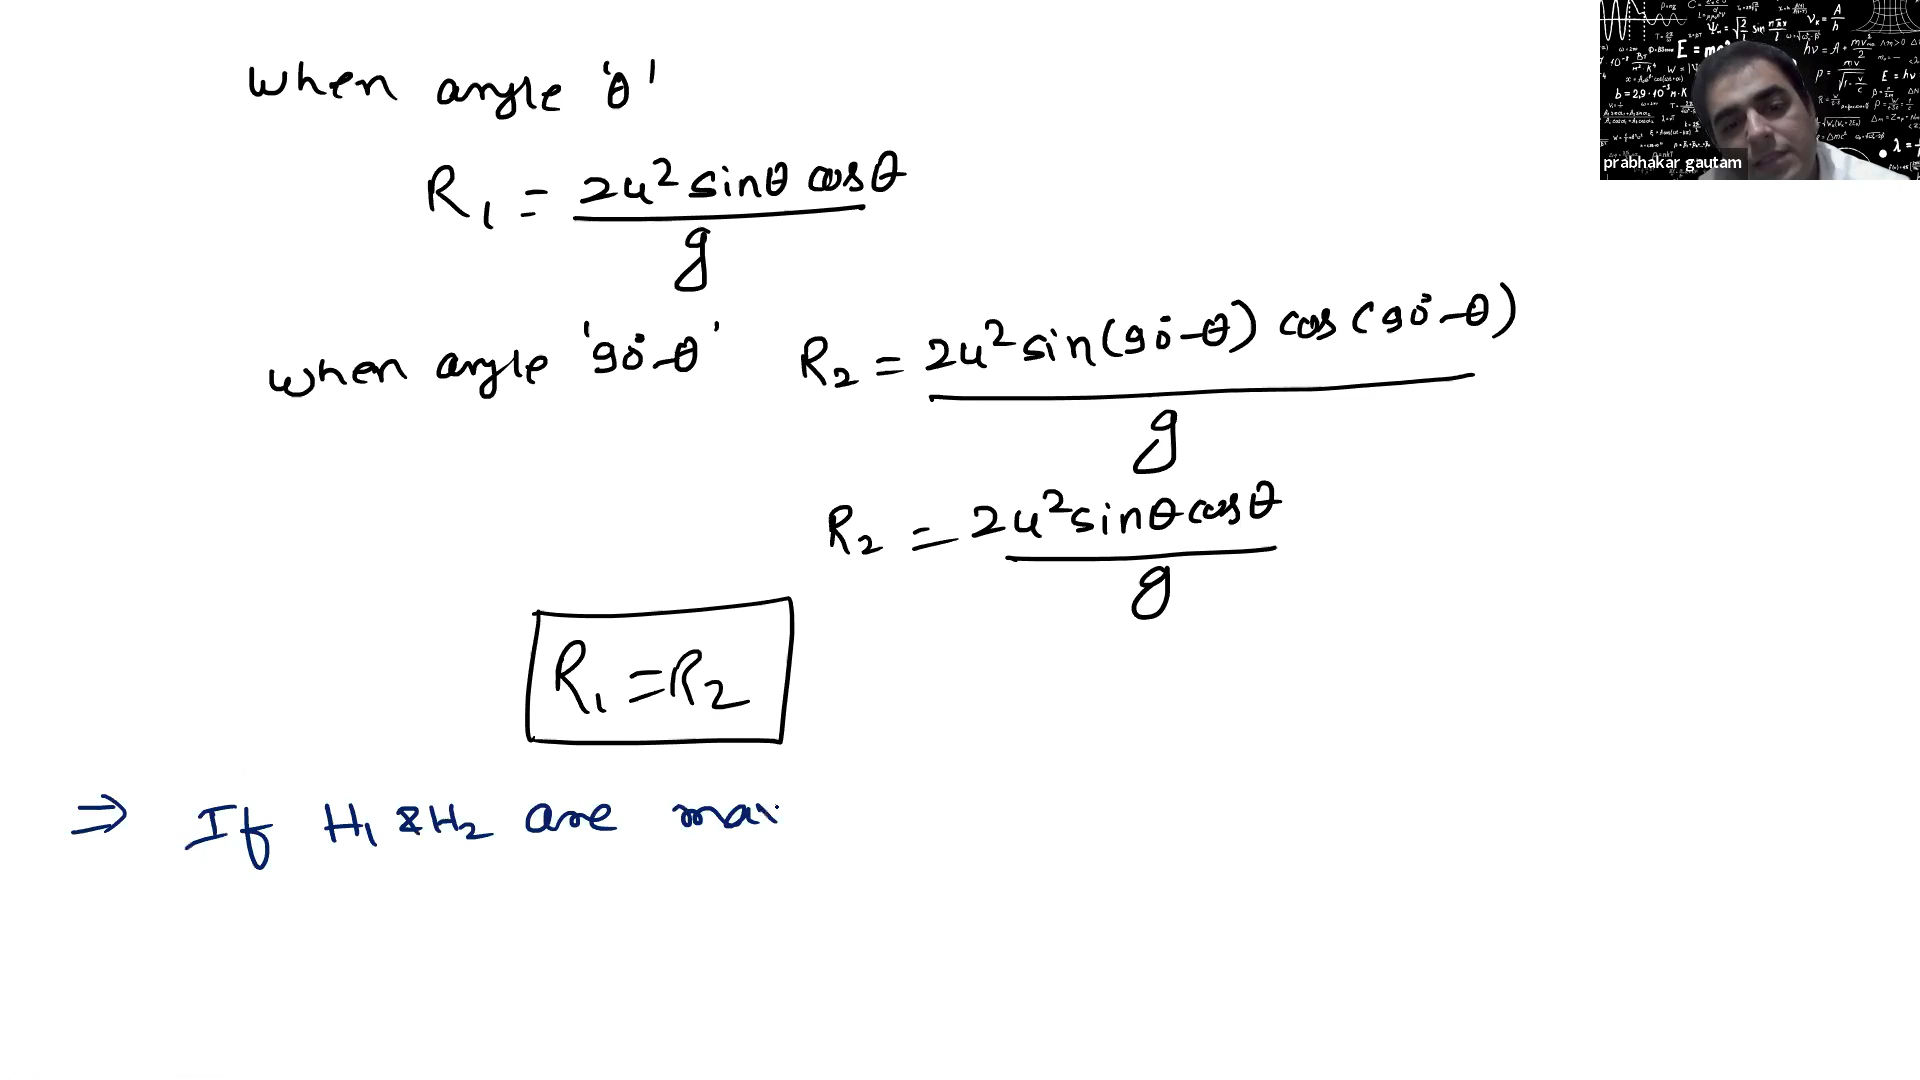 when angle 'θ'
R₁ = 2u² sinθ cosθ / g
when angle '90°-θ' R₂ = 2u² sin(90°-θ) cos(90°-θ) / g
R₂ = 2u² sinθ cosθ / g
R₁ = R₂
⇒ If H₁ & H₂ are max
prabhakar gautam